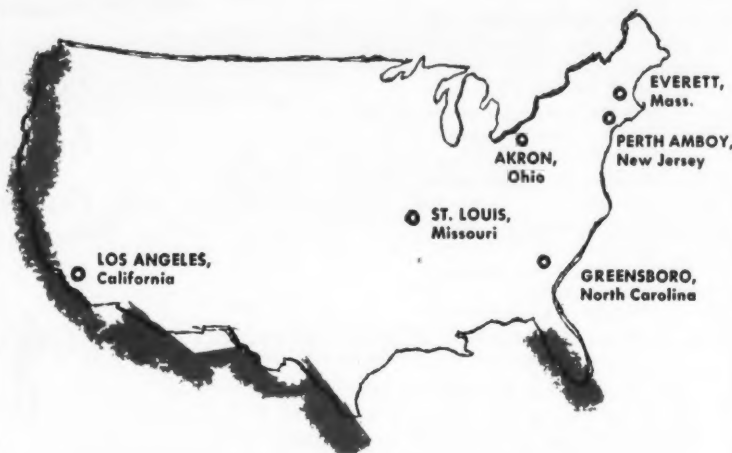 EVERETT,
Mass.
PERTH AMBOY,
New Jersey
AKRON,
Ohio
ST. LOUIS,
Missouri
LOS ANGELES,
California
GREENSBORO,
North Carolina